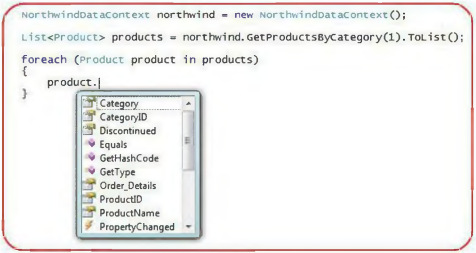 NorthwindDataContext northwind = new NorthwindDataContext();
List<Product> products = northwind.GetProductsByCategory(1).ToList();
foreach (Product product in products)
{
product.
}
Category
CategoryID
Discontinued
Equals
GetHashCode
GetType
Order_Details
ProductID
ProductName
PropertyChanged